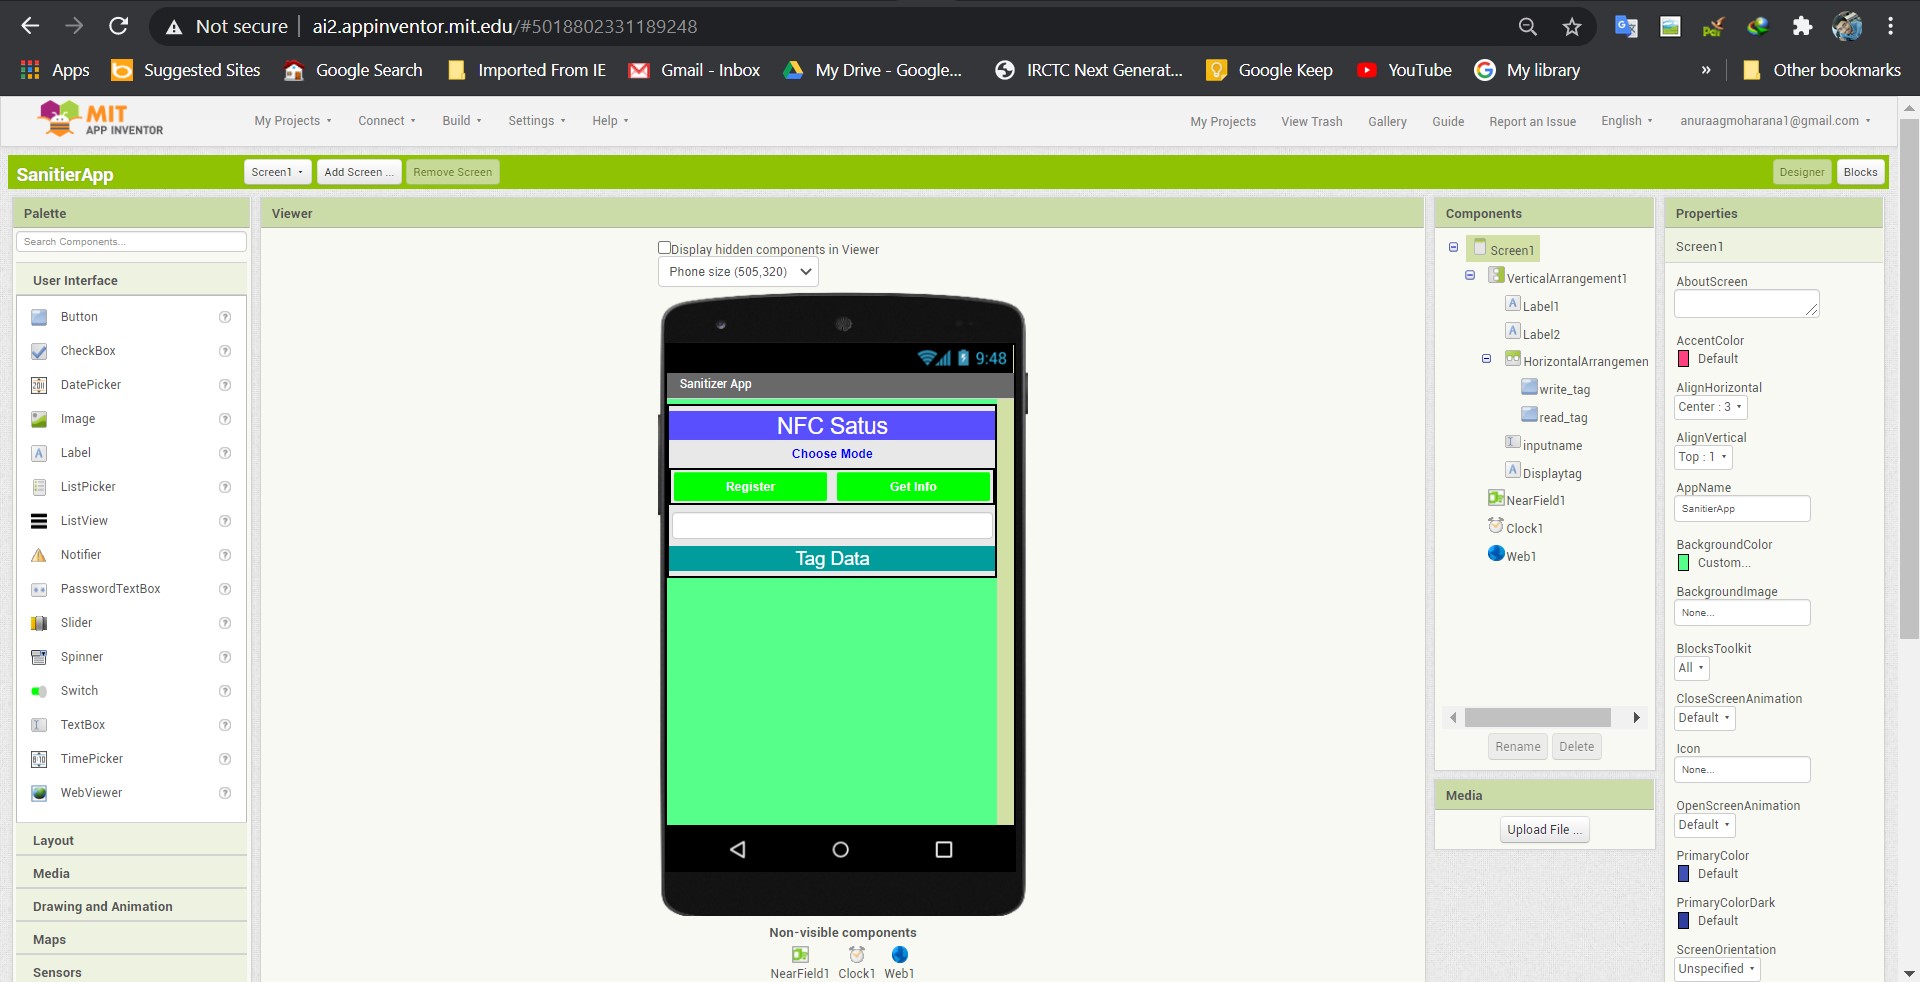 Not secure | ai2.appinventor.mit.edu/#5018802331189248
Apps Suggested Sites Google Search Imported From IE Gmail - Inbox My Drive - Google... IRCTC Next Generat... Google Keep YouTube My library » Other bookmarks
MIT
APP INVENTOR
My Projects Connect Build Settings Help My Projects View Trash Gallery Guide Report an Issue English anuraagmoharana1@gmail.com
SanitierApp Screen1 Add Screen ... Remove Screen Designer Blocks
Palette
Search Components...
User Interface
Button
CheckBox
DatePicker
Image
Label
ListPicker
ListView
Notifier
PasswordTextBox
Slider
Spinner
Switch
TextBox
TimePicker
WebViewer
Layout
Media
Drawing and Animation
Maps
Sensors
Viewer
Display hidden components in Viewer
Phone size (505,320)
9:48
Sanitizer App
NFC Satus
Choose Mode
Register Get Info
Tag Data
Non-visible components
NearField1 Clock1 Web1
Components
Screen1
VerticalArrangement1
Label1
Label2
HorizontalArrangemen
write_tag
read_tag
inputname
Displaytag
NearField1
Clock1
Web1
Rename Delete
Media
Upload File ...
Properties
Screen1
AboutScreen
AccentColor
Default
AlignHorizontal
Center : 3
AlignVertical
Top : 1
AppName
SanitierApp
BackgroundColor
Custom...
BackgroundImage
None...
BlocksToolkit
All
CloseScreenAnimation
Default
Icon
None...
OpenScreenAnimation
Default
PrimaryColor
Default
PrimaryColorDark
Default
ScreenOrientation
Unspecified